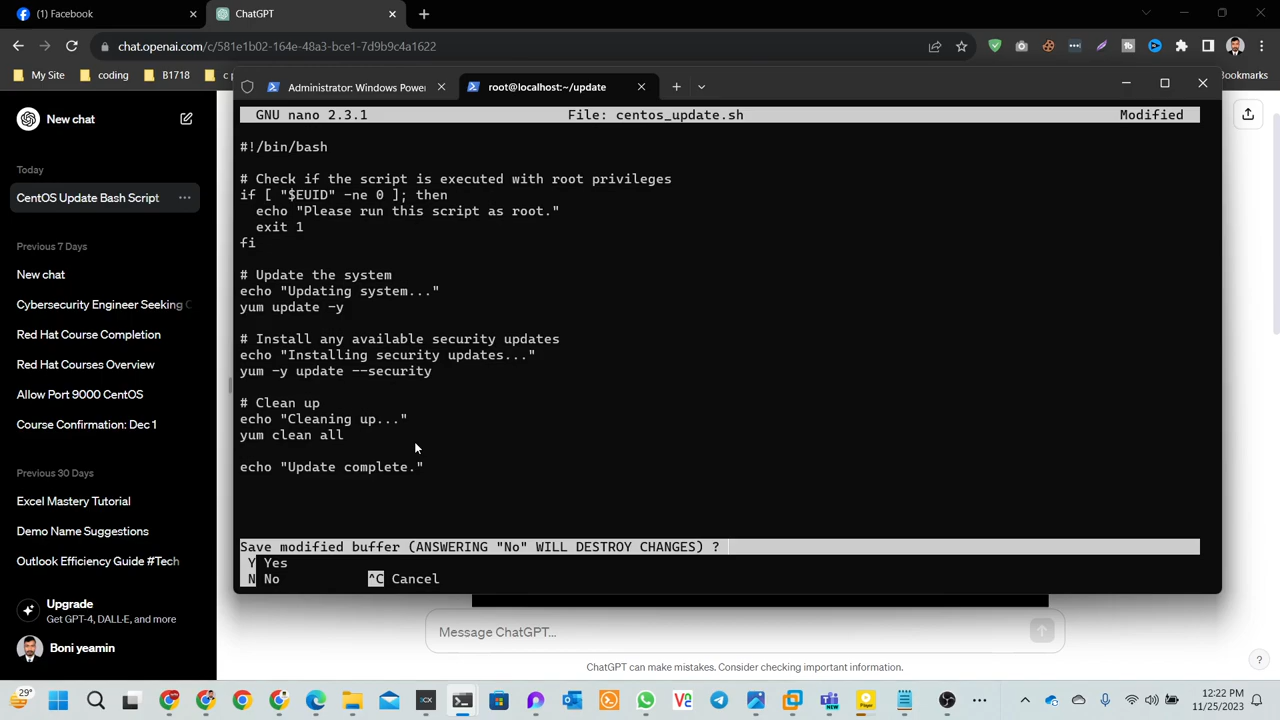 (1) Facebook
ChatGPT
chat.openai.com/c/581e1b02-164e-48a3-bce1-7d9b9c4a1622
My Site
coding
B1718
c p
Bookmarks
Administrator: Windows Power
root@localhost:~/update
New chat
Today
CentOS Update Bash Script
Previous 7 Days
New chat
Cybersecurity Engineer Seeking
Red Hat Course Completion
Red Hat Courses Overview
Allow Port 9000 CentOS
Course Confirmation: Dec 1
Previous 30 Days
Excel Mastery Tutorial
Demo Name Suggestions
Outlook Efficiency Guide #Tech
Upgrade
Get GPT-4, DALL·E, and more
Boni yeamin
GNU nano 2.3.1 File: centos_update.sh Modified
#!/bin/bash
# Check if the script is executed with root privileges
if [ "$EUID" -ne 0 ]; then
echo "Please run this script as root."
exit 1
fi
# Update the system
echo "Updating system..."
yum update -y
# Install any available security updates
echo "Installing security updates..."
yum -y update --security
# Clean up
echo "Cleaning up..."
yum clean all
echo "Update complete."
Save modified buffer (ANSWERING "No" WILL DESTROY CHANGES) ?
Y Yes
N No ^C Cancel
Message ChatGPT...
ChatGPT can make mistakes. Consider checking important information.
?
29°
12:22 PM
11/25/2023